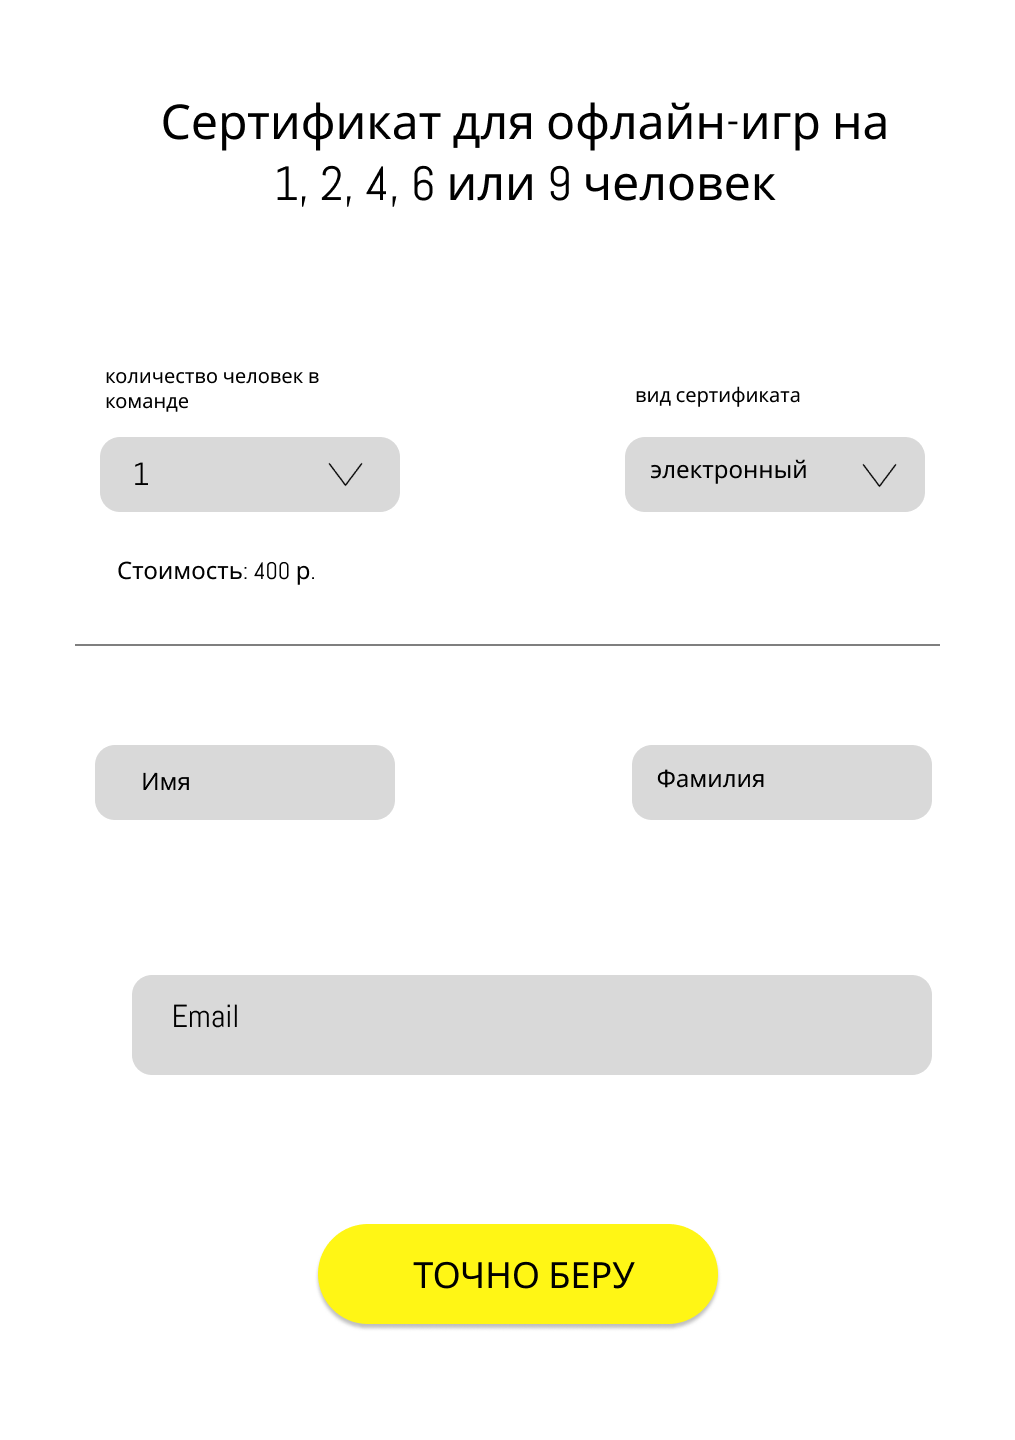 Сертификат для офлайн-игр на
1, 2, 4, 6 или 9 человек
количество человек в
команде
вид сертификата
1
электронный
Стоимость: 400 р.
Имя
Фамилия
Email
ТОЧНО БЕРУ